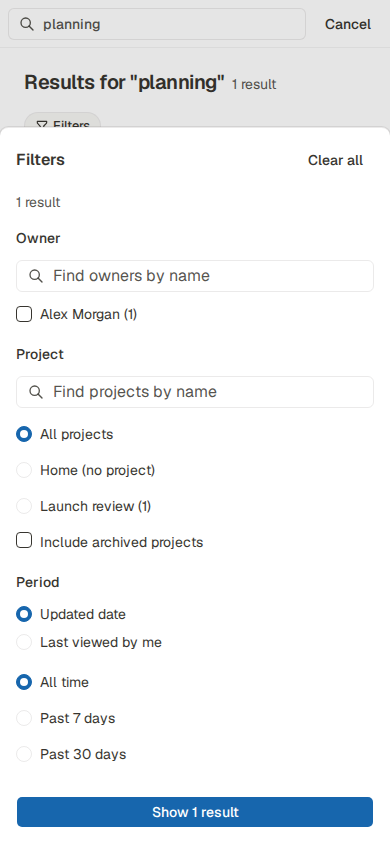 planning
Cancel
Results for "planning" 1 result
Filters
Filters
Clear all
1 result
Owner
Find owners by name
Alex Morgan (1)
Project
Find projects by name
All projects
Home (no project)
Launch review (1)
Include archived projects
Period
Updated date
Last viewed by me
All time
Past 7 days
Past 30 days
Show 1 result